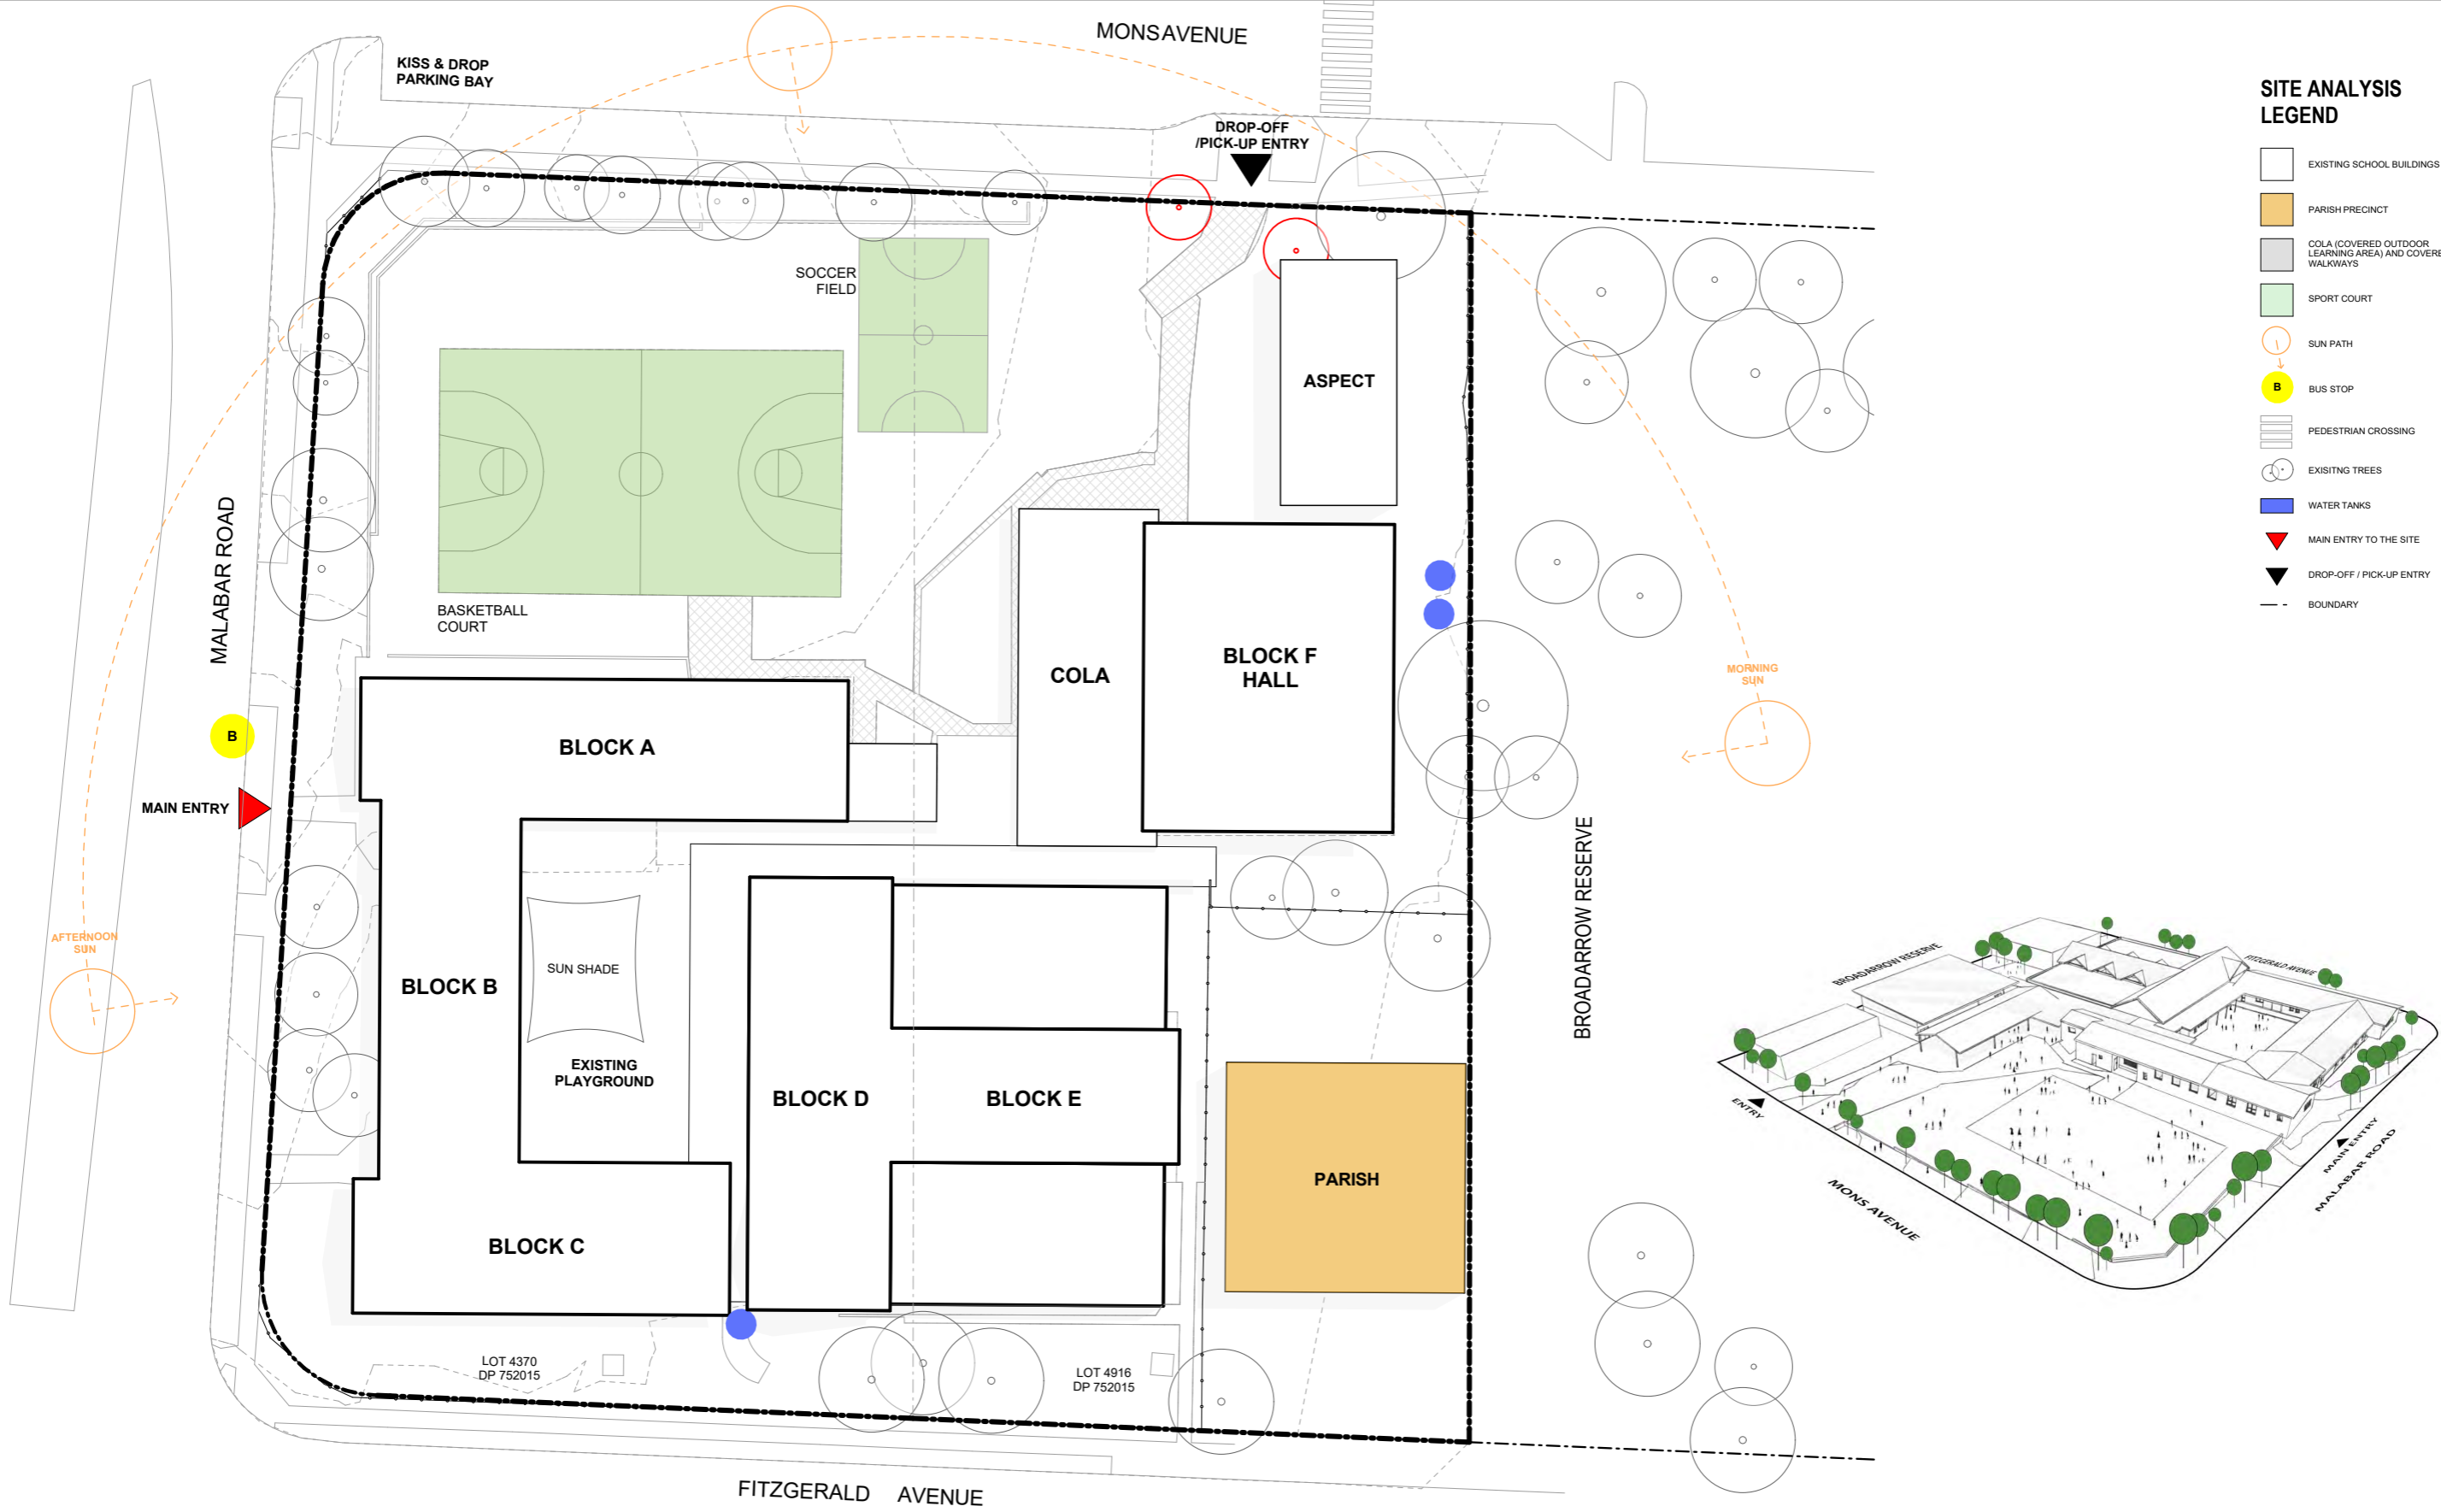 MONS AVENUE
KISS & DROP
PARKING BAY
DROP-OFF
/PICK-UP ENTRY
SOCCER
FIELD
ASPECT
MALABAR ROAD
BASKETBALL
COURT
COLA
BLOCK F
HALL
MORNING
SUN
B
BLOCK A
MAIN ENTRY
BROADARROW RESERVE
AFTERNOON
SUN
SUN SHADE
BLOCK B
EXISTING
PLAYGROUND
BLOCK D
BLOCK E
PARISH
BLOCK C
LOT 4370
DP 752015
LOT 4916
DP 752015
FITZGERALD AVENUE
SITE ANALYSIS
LEGEND
EXISTING SCHOOL BUILDINGS
PARISH PRECINCT
COLA (COVERED OUTDOOR
LEARNING AREA) AND COVERE
WALKWAYS
SPORT COURT
SUN PATH
B
BUS STOP
PEDESTRIAN CROSSING
EXISITNG TREES
WATER TANKS
MAIN ENTRY TO THE SITE
DROP-OFF / PICK-UP ENTRY
BOUNDARY
BROADARROW RESERVE
FITZGERALD AVENUE
ENTRY
MAIN ENTRY
MALABAR ROAD
MONS AVENUE